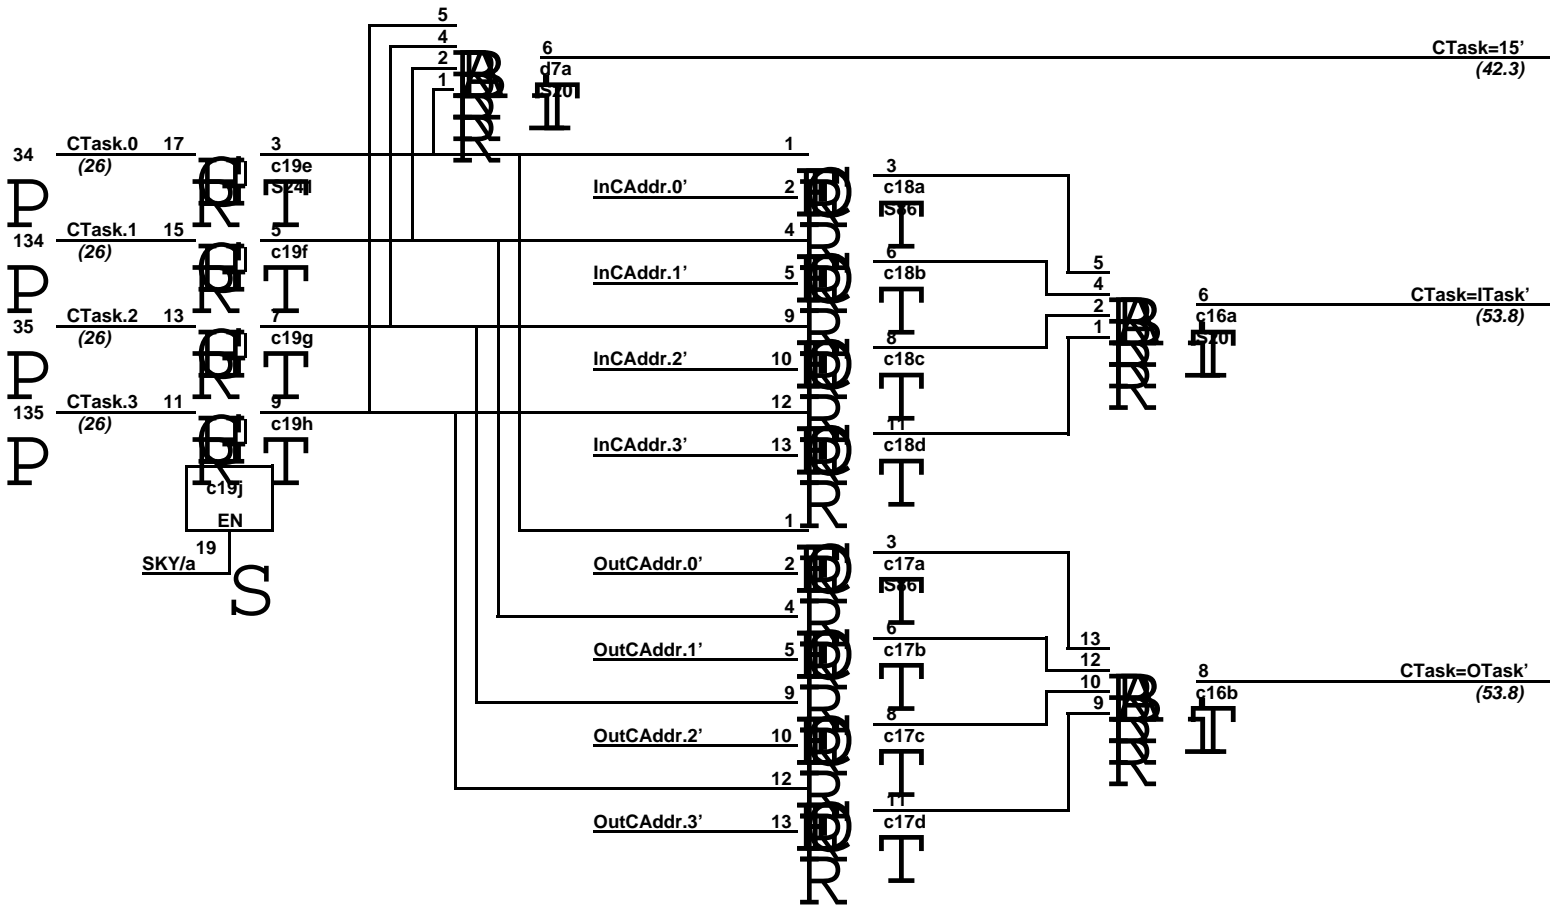 5
4
2
1
6
d7a
S20
CTask=15’
(42.3)
34
CTask.0 17
(26)
P
3
c19e
S241
T
134
CTask.1 15
(26)
P
5
c19f
T
35
CTask.2 13
(26)
P
7
c19g
T
135
CTask.3 11
(26)
P
9
c19h
T
c19j
EN
19
SKY/a
S
1
InCAddr.0’ 2
3
c18a
S86
T
4
InCAddr.1’ 5
6
c18b
T
9
InCAddr.2’ 10
8
c18c
T
12
InCAddr.3’ 13
11
c18d
T
5
4
2
1
6
c16a
S20
CTask=ITask’
(53.8)
1
OutCAddr.0’ 2
3
c17a
S86
T
4
OutCAddr.1’ 5
6
c17b
T
9
OutCAddr.2’ 10
8
c17c
T
12
OutCAddr.3’ 13
11
c17d
T
13
12
10
9
8
c16b
CTask=OTask’
(53.8)